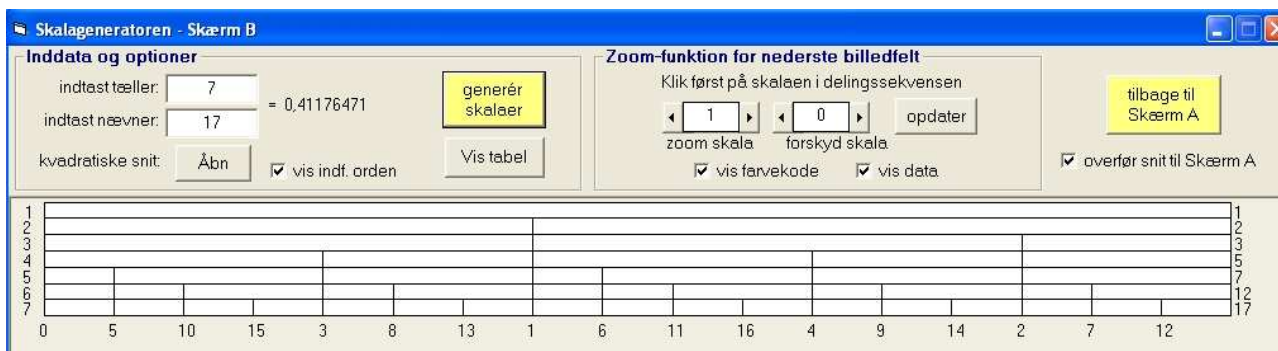 Skalageneratoren - Skærm B
Inddata og optioner
indtast tæller: 7
indtast nævner: 17
= 0,41176471
generér
skalaer
kvadratiske snit: Åbn
vis indf. orden
Vis tabel
Zoom-funktion for nederste billedfelt
Klik først på skalaen i delingssekvensen
1 0 opdater
zoom skala forskyd skala
vis farvekode vis data
tilbage til
Skærm A
overfør snit til Skærm A
1 1
2 2
3 3
4 5
5 7
6 12
7 17
0 5 10 15 3 8 13 1 6 11 16 4 9 14 2 7 12